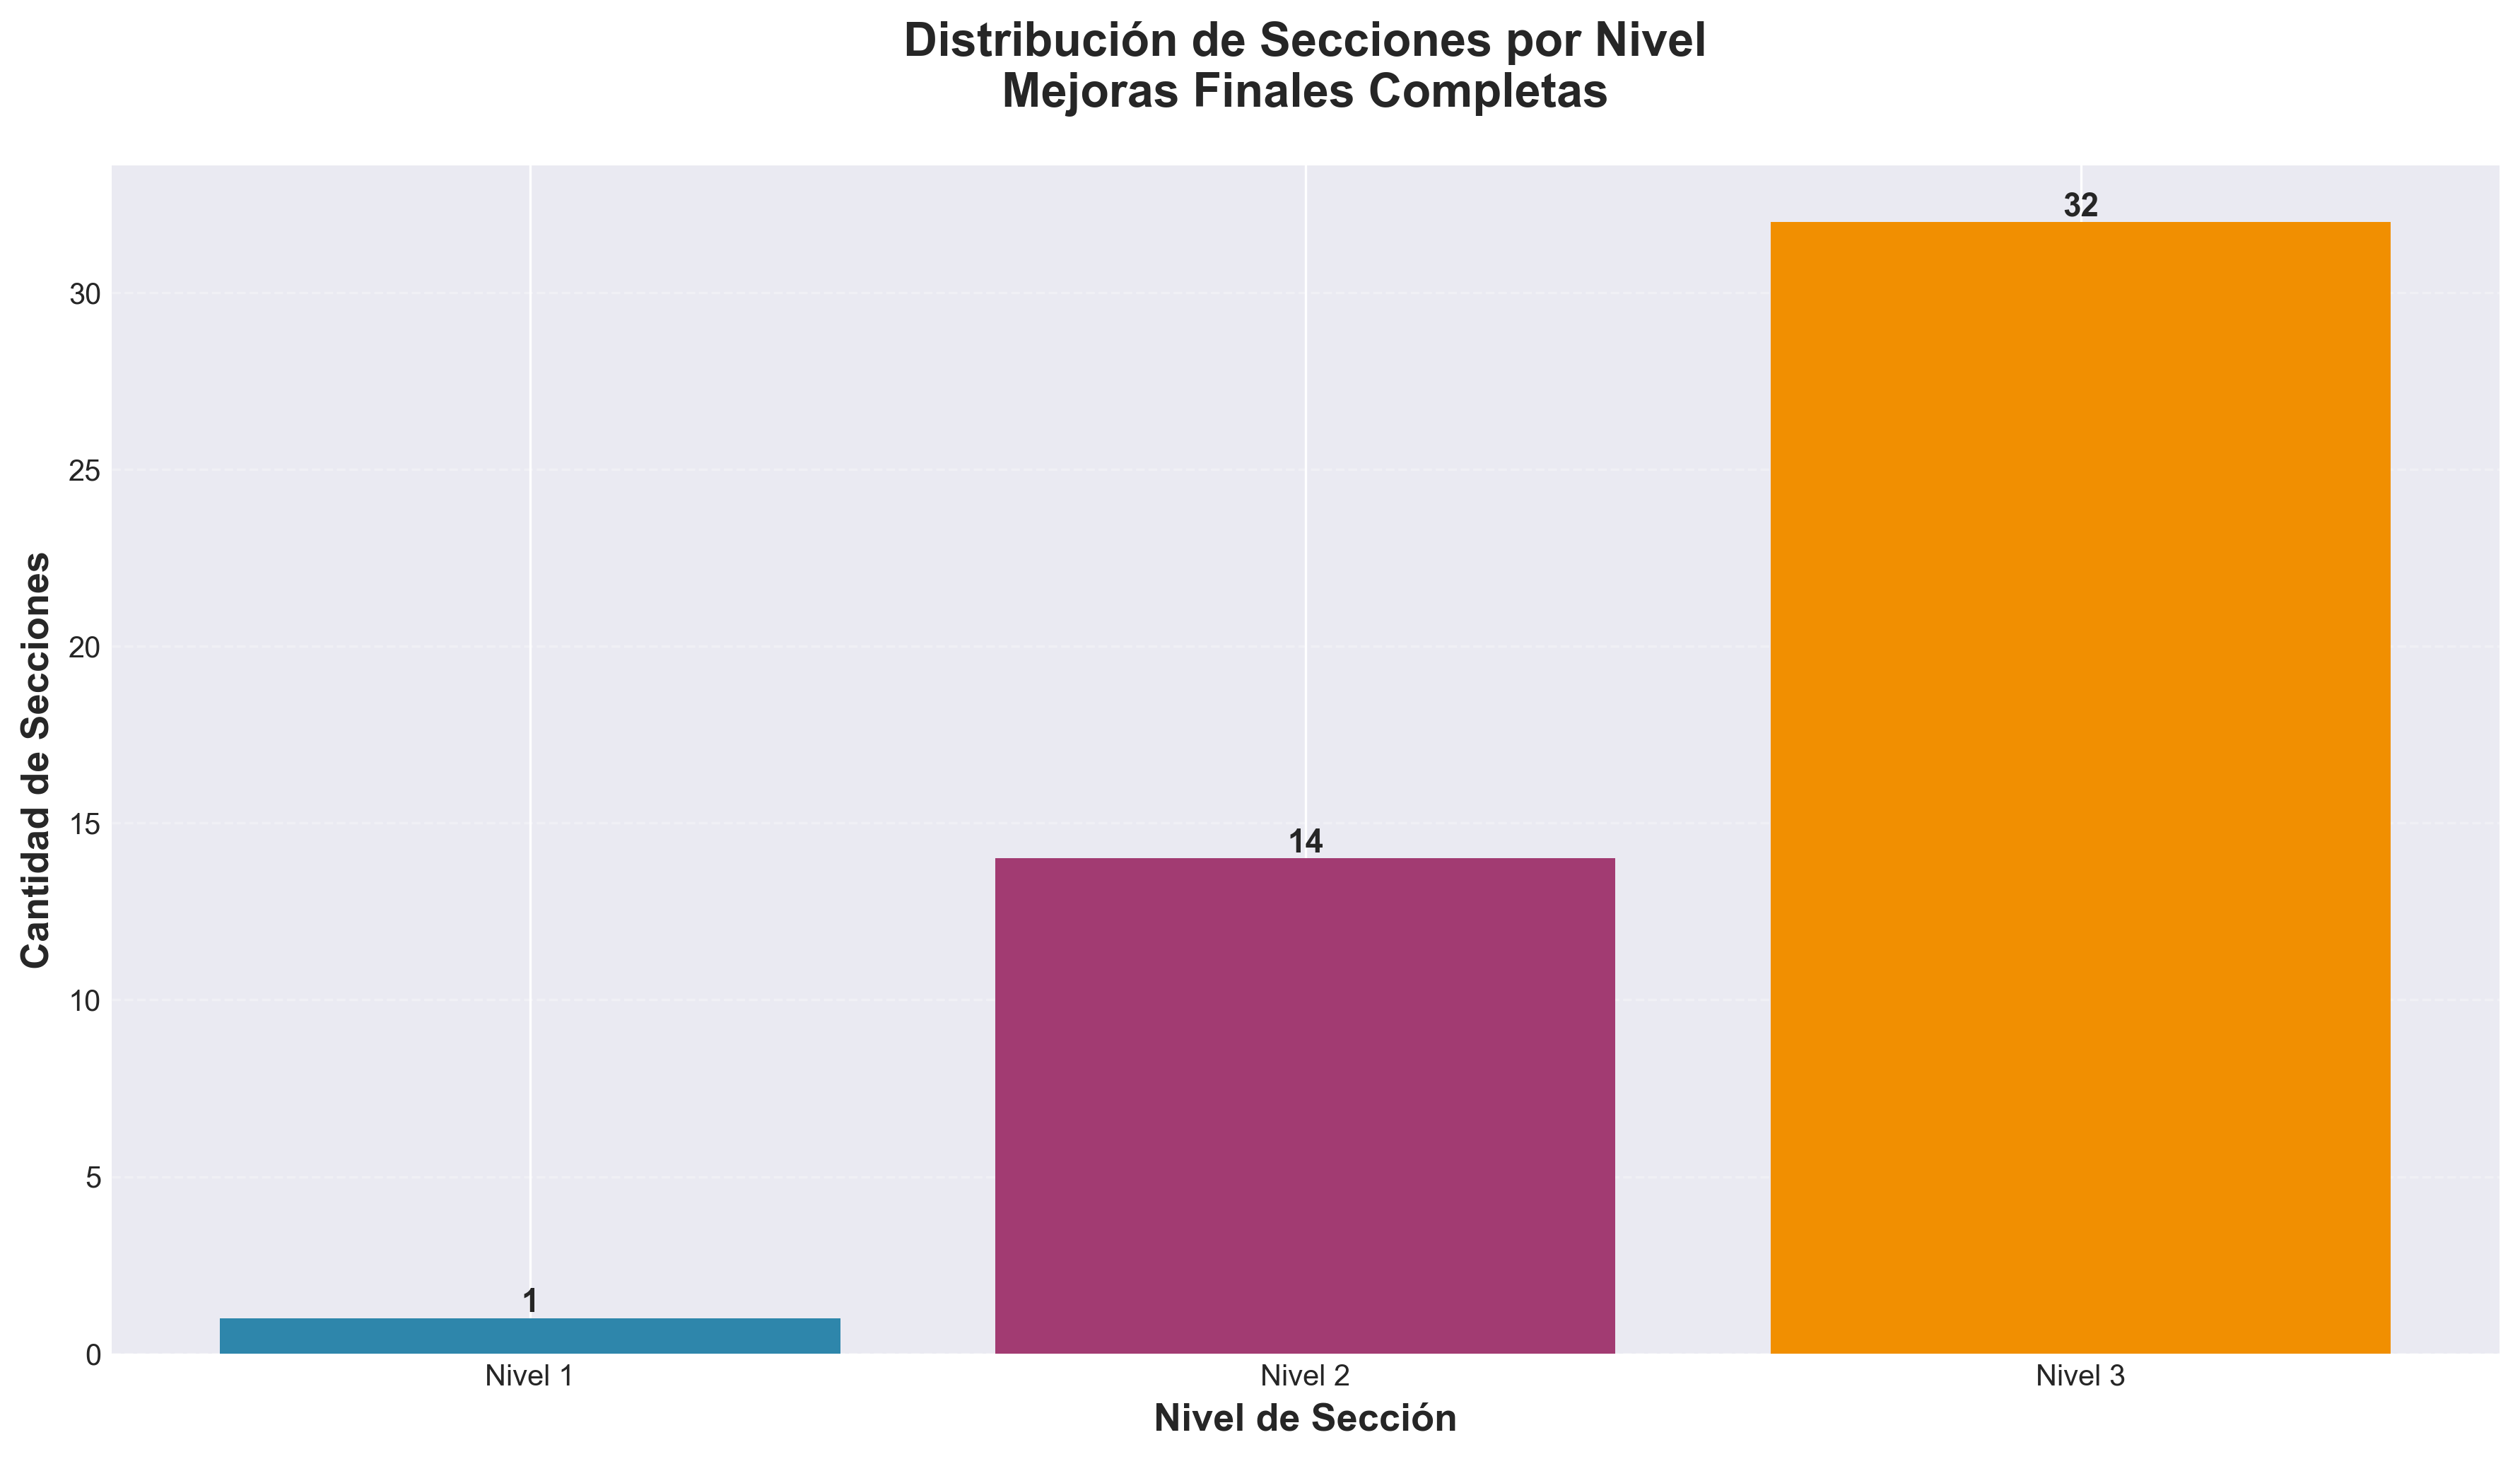 Distribución de Secciones por Nivel
Mejoras Finales Completas
Cantidad de Secciones
30
25
20
15
10
5
0
1
14
32
Nivel 1
Nivel 2
Nivel 3
Nivel de Sección